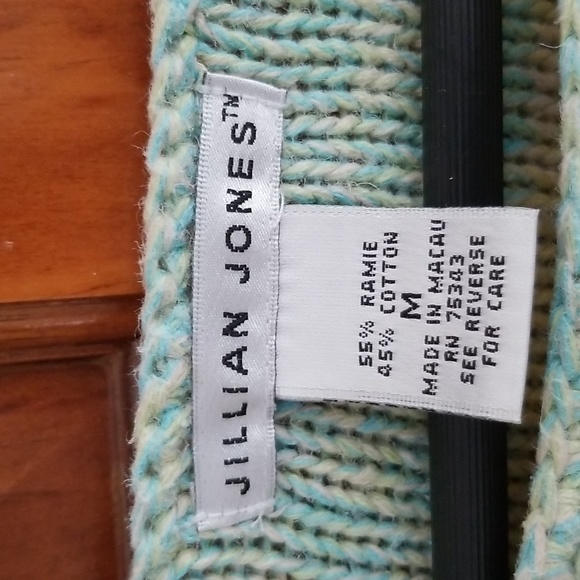 JILLIAN JONES™
55% RAMIE
45% COTTON
M
MADE IN MACAU
RN 75343
SEE REVERSE
FOR CARE